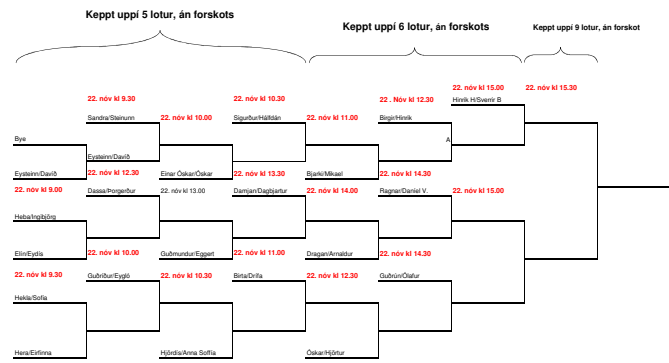 Keppt uppí 5 lotur, án forskots
Keppt uppí 6 lotur, án forskots
Keppt uppí 9 lotur, án forskot
22. nóv kl 9.30
22. nóv kl 10.30
22 . Nóv kl 12.30
22. nóv kl 15.00
22. nóv kl 15.30
Hinrik H/Sverrir B
Sandra/Steinunn
22. nóv kl 10.00
Sigurður/Hálfdán
22. nóv kl 11.00
Birgir/Hinrik
Bye
A
Eysteinn/Davíð
Eysteinn/Davíð
22. nóv kl 12.30
Einar Óskar/Óskar
22. nóv kl 13.30
Bjarki/Mikael
22. nóv kl 14.30
22. nóv kl 9.00
Dassa/Þorgerður
22. nóv kl 13.00
Damjan/Dagbjartur
22. nóv kl 14.00
Ragnar/Daniel V.
22. nóv kl 15.00
Heba/Ingibjörg
Elín/Eydís
22. nóv kl 10.00
Guðmundur/Eggert
22. nóv kl 11.00
Dragan/Arnaldur
22. nóv kl 14.30
22. nóv kl 9.30
Guðríður/Eygló
22. nóv kl 10.30
Birta/Drífa
22. nóv kl 12.30
Guðrún/Ólafur
Hekla/Sofia
Hera/Eirfinna
Hjördís/Anna Soffía
Óskar/Hjörtur